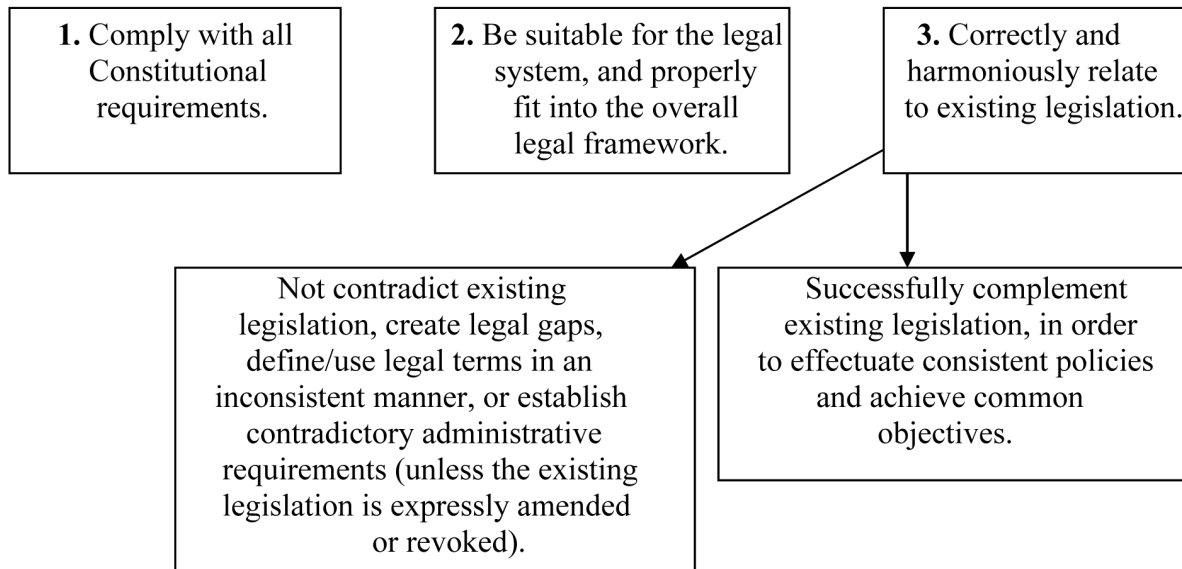 1. Comply with all
Constitutional
requirements.
2. Be suitable for the legal
system, and properly
fit into the overall
legal framework.
3. Correctly and
harmoniously relate
to existing legislation.
Not contradict existing
legislation, create legal gaps,
define/use legal terms in an
inconsistent manner, or establish
contradictory administrative
requirements (unless the existing
legislation is expressly amended
or revoked).
Successfully complement
existing legislation, in order
to effectuate consistent policies
and achieve common
objectives.